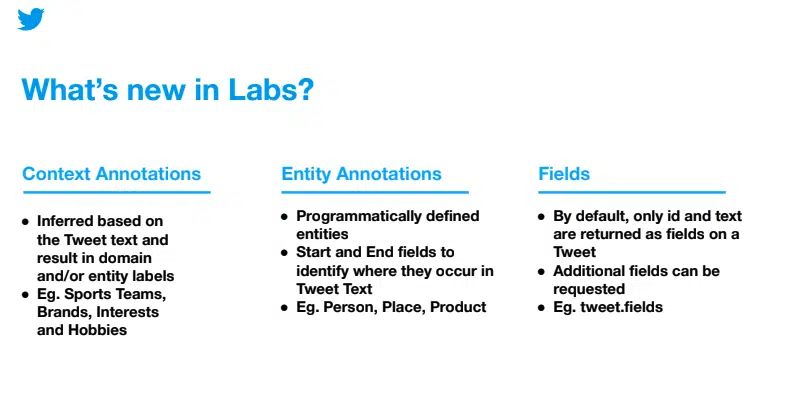 What's new in Labs?
Context Annotations
● Inferred based on
the Tweet text and
result in domain
and/or entity labels
● Eg. Sports Teams,
Brands, Interests
and Hobbies
Entity Annotations
● Programmatically defined
entities
● Start and End fields to
identify where they occur in
Tweet Text
● Eg. Person, Place, Product
Fields
● By default, only id and text
are returned as fields on a
Tweet
● Additional fields can be
requested
● Eg. tweet.fields